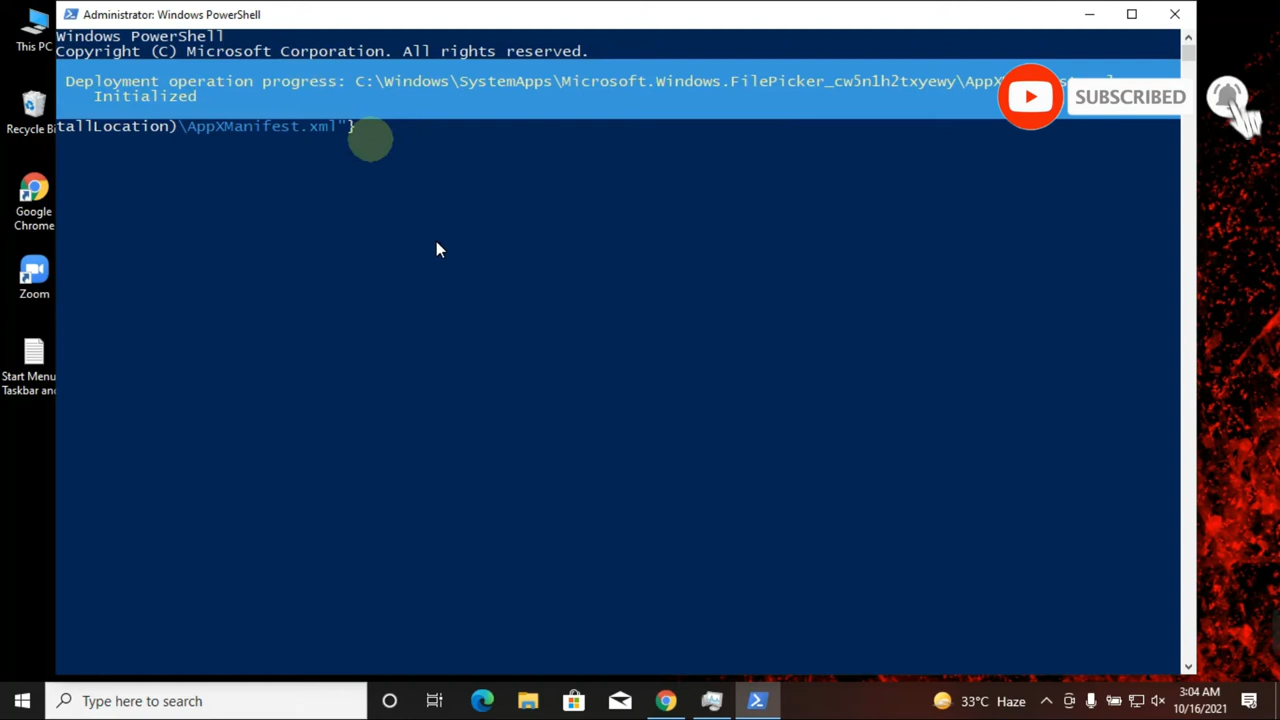 Administrator: Windows PowerShell
Windows PowerShell
Copyright (C) Microsoft Corporation. All rights reserved.
Deployment operation progress: C:\Windows\SystemApps\Microsoft.Windows.FilePicker_cw5n1h2txyewy\AppX
Initialized
tallLocation)\AppXManifest.xml"}
SUBSCRIBED
This PC
Recycle Bi
Google
Chrome
Zoom
Start Menu
Taskbar and
Type here to search
33°C Haze
3:04 AM
10/16/2021